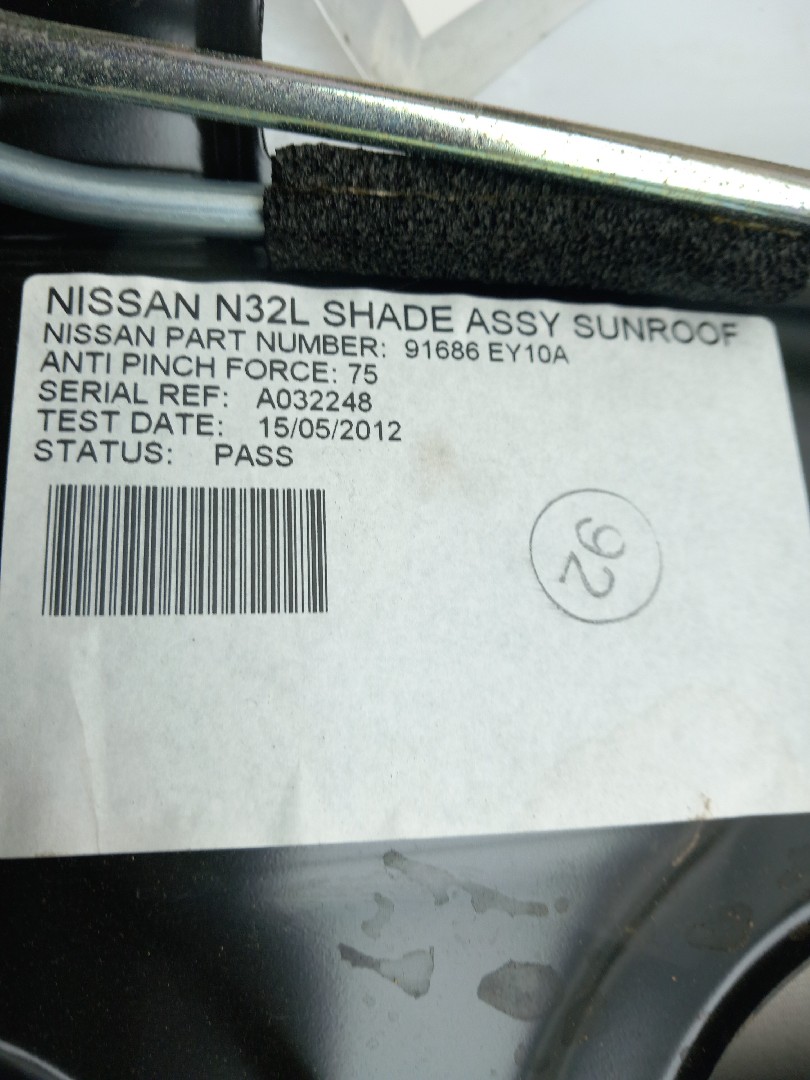 NISSAN N32L SHADE ASSY SUNROOF
NISSAN PART NUMBER: 91686 EY10A
ANTI PINCH FORCE: 75
SERIAL REF: A032248
TEST DATE: 15/05/2012
STATUS: PASS
92